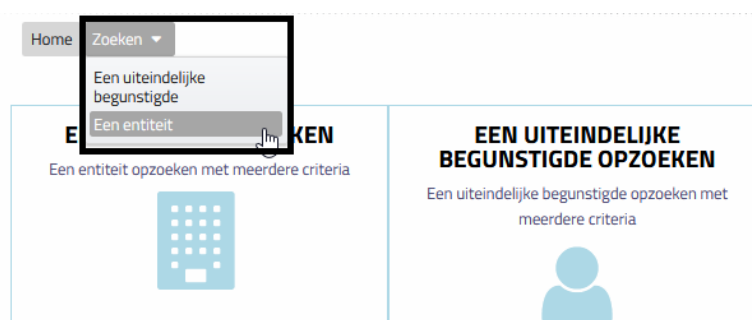 Home Zoeken
Een uiteindelijke
begunstigde
Een entiteit
E KEN
Een entiteit opzoeken met meerdere criteria
EEN UITEINDELIJKE
BEGUNSTIGDE OPZOEKEN
Een uiteindelijke begunstigde opzoeken met
meerdere criteria